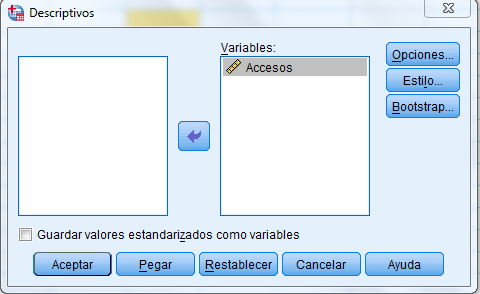 Descriptivos
Variables:
Accesos
Opciones...
Estilo...
Bootstrap...
Guardar valores estandarizados como variables
Aceptar
Pegar
Restablecer
Cancelar
Ayuda